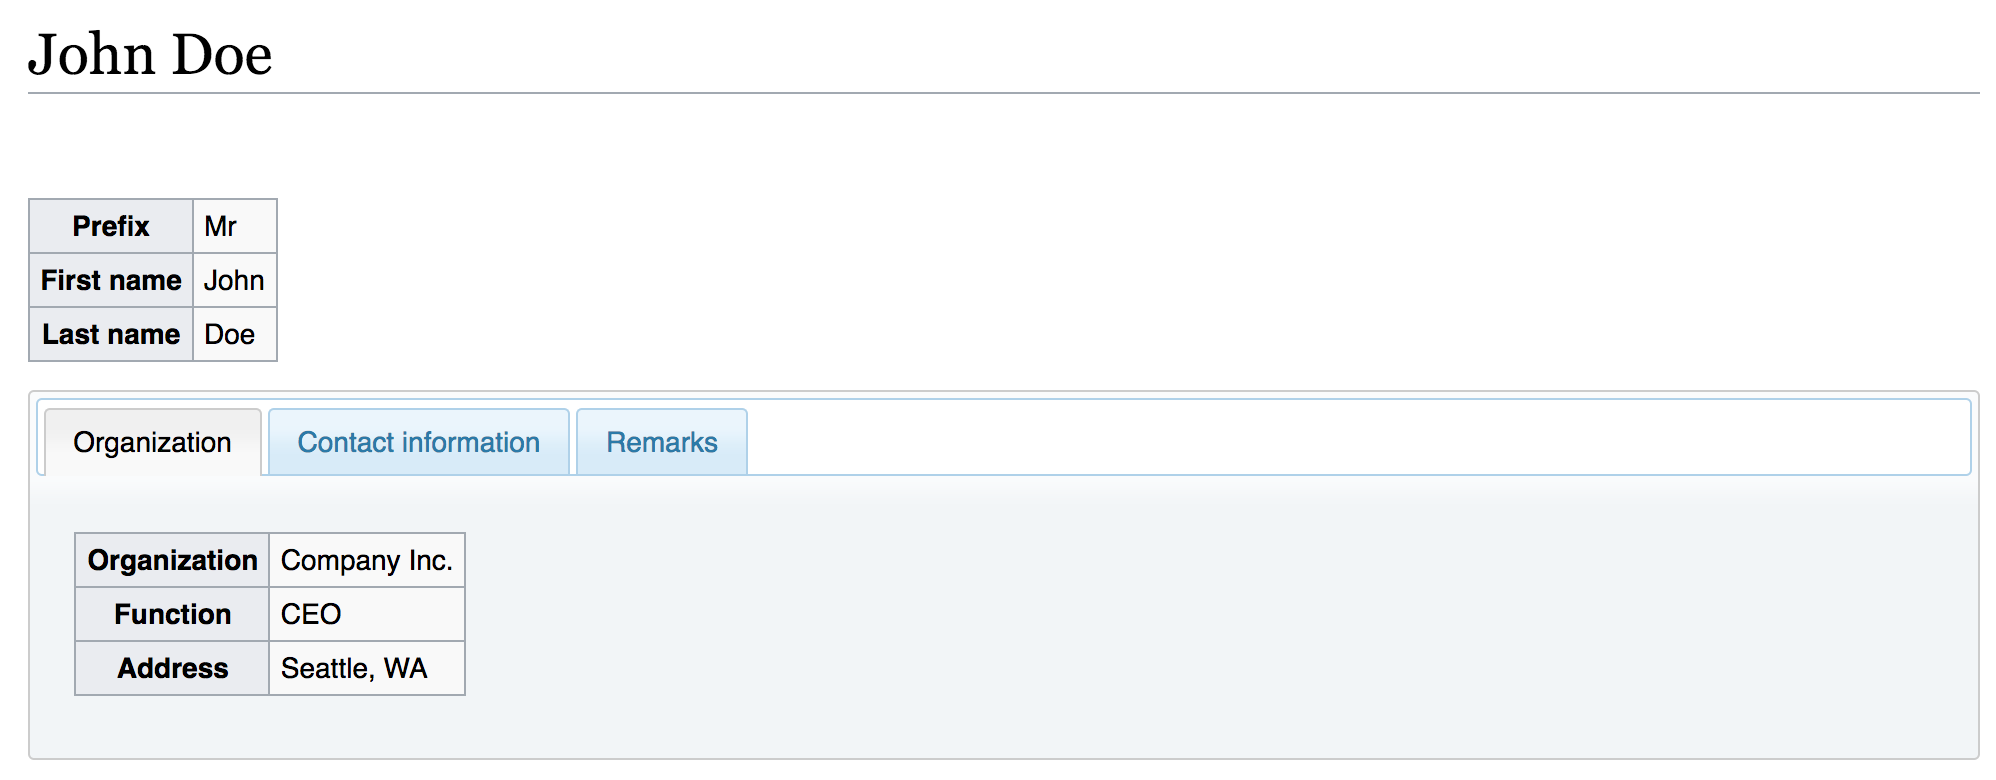 John Doe
Prefix Mr
First name John
Last name Doe
Organization Contact information Remarks
Organization Company Inc.
Function CEO
Address Seattle, WA